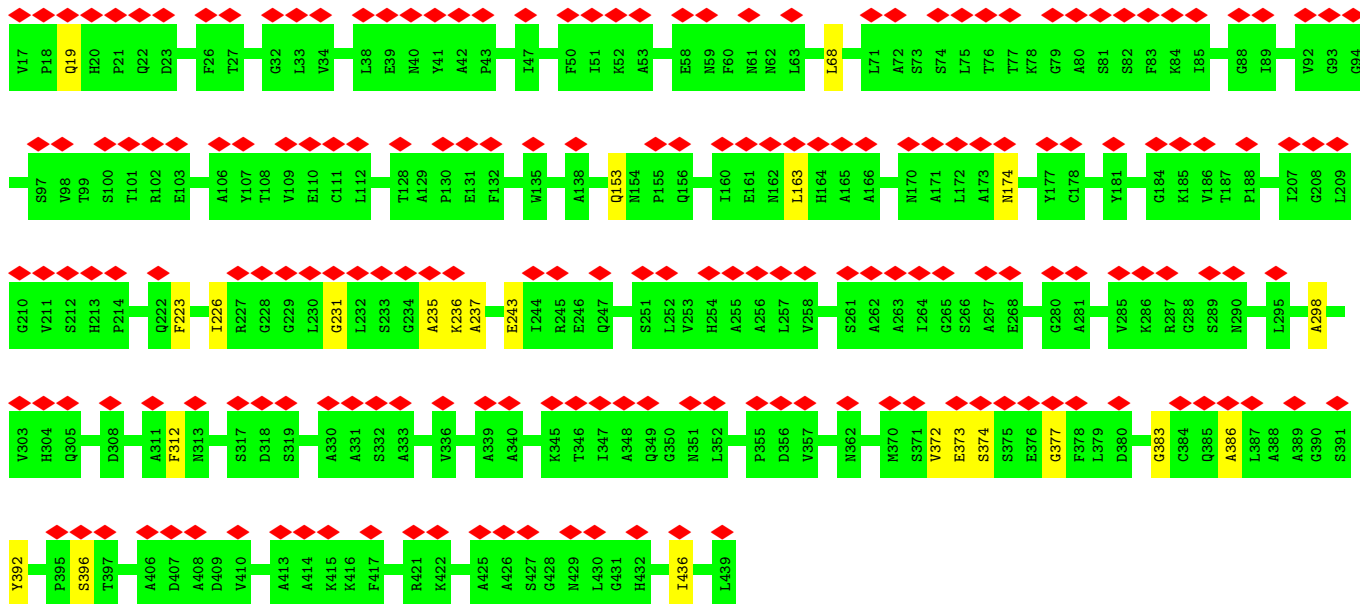 V17 P18 Q19 H20 P21 Q22 D23 F26 T27 G32 L33 V34 L38 E39 N40 Y41 A42 P43 I47 F50 I51 K52 A53 E58 N59 F60 N61 N62 L63 L68 L71 A72 S73 S74 L75 T76 T77 K78 G79 A80 S81 S82 F83 K84 I85 G88 I89 V92 G93 G94
S97 V98 T99 S100 T101 R102 E103 A106 Y107 T108 V109 E110 C111 L112 T128 A129 P130 E131 F132 W135 A138 Q153 N154 P155 Q156 I160 E161 N162 L163 H164 A165 A166 N170 A171 L172 A173 N174 Y177 C178 Y181 G184 K185 V186 T187 P188 I207 G208 L209
G210 V211 S212 H213 P214 Q222 F223 I226 R227 G228 G229 L230 G231 L232 S233 G234 A235 K236 A237 E243 I244 R245 E246 Q247 S251 L252 V253 H254 A255 A256 L257 V258 S261 A262 A263 I264 G265 S266 A267 E268 G280 A281 V285 K286 R287 G288 S289 N290 L295 A298
V303 H304 Q305 D308 A311 F312 N313 S317 D318 S319 A330 A331 S332 A333 V336 A339 A340 K345 T346 I347 A348 Q349 G350 N351 L352 P355 D356 V357 N362 M370 S371 V372 E373 S374 S375 E376 G377 F378 L379 D380 G383 C384 Q385 A386 L387 A388 A389 G390 S391
Y392 P395 S396 T397 A406 D407 A408 D409 V410 A413 A414 K415 K416 F417 R421 K422 A425 A426 S427 G428 N429 L430 G431 H432 I436 L439